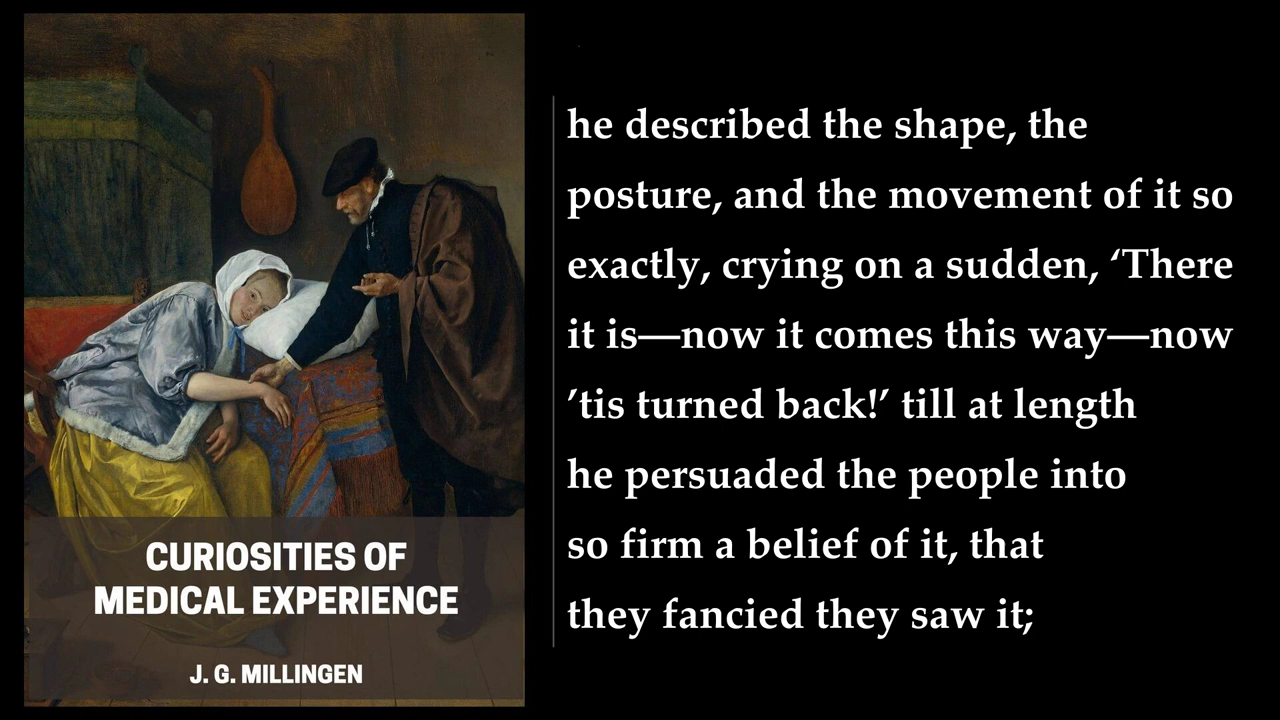 CURIOSITIES OF
MEDICAL EXPERIENCE
J. G. MILLINGEN
he described the shape, the
posture, and the movement of it so
exactly, crying on a sudden, ‘There
it is—now it comes this way—now
’tis turned back!’ till at length
he persuaded the people into
so firm a belief of it, that
they fancied they saw it;